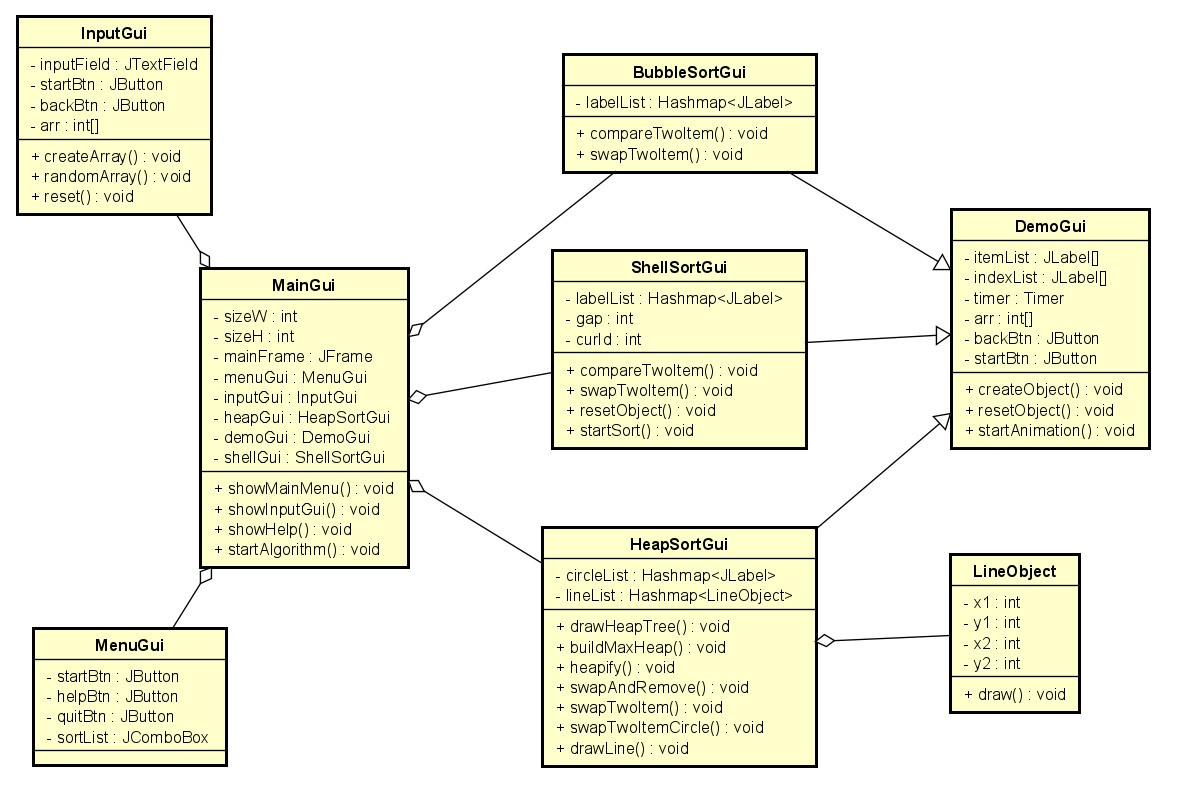 InputGui
- inputField : JTextField
- startBtn : JButton
- backBtn : JButton
- arr : int[]
+ createArray() : void
+ randomArray() : void
+ reset() : void
MainGui
- sizeW : int
- sizeH : int
- mainFrame : JFrame
- menuGui : MenuGui
- inputGui : InputGui
- heapGui : HeapSortGui
- demoGui : DemoGui
- shellGui : ShellSortGui
+ showMainMenu() : void
+ showInputGui() : void
+ showHelp() : void
+ startAlgorithm() : void
MenuGui
- startBtn : JButton
- helpBtn : JButton
- quitBtn : JButton
- sortList : JComboBox
BubbleSortGui
- labelList : Hashmap<JLabel>
+ compareTwoItem() : void
+ swapTwoItem() : void
ShellSortGui
- labelList : Hashmap<JLabel>
- gap : int
- curId : int
+ compareTwoItem() : void
+ swapTwoItem() : void
+ resetObject() : void
+ startSort() : void
HeapSortGui
- circleList : Hashmap<JLabel>
- lineList : Hashmap<LineObject>
+ drawHeapTree() : void
+ buildMaxHeap() : void
+ heapify() : void
+ swapAndRemove() : void
+ swapTwoItem() : void
+ swapTwoItemCircle() : void
+ drawLine() : void
DemoGui
- itemList : JLabel[]
- indexList : JLabel[]
- timer : Timer
- arr : int[]
- backBtn : JButton
- startBtn : JButton
+ createObject() : void
+ resetObject() : void
+ startAnimation() : void
LineObject
- x1 : int
- y1 : int
- x2 : int
- y2 : int
+ draw() : void